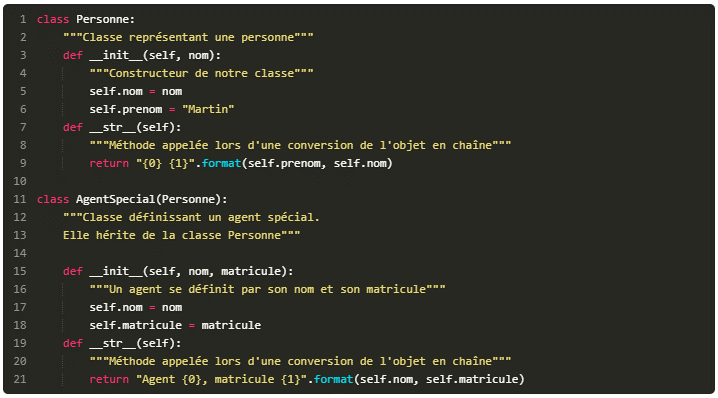 1 class Personne:
2 """Classe représentant une personne"""
3 def __init__(self, nom):
4 """Constructeur de notre classe"""
5 self.nom = nom
6 self.prenom = "Martin"
7 def __str__(self):
8 """Méthode appelée lors d'une conversion de l'objet en chaîne"""
9 return "{0} {1}".format(self.prenom, self.nom)
10
11 class AgentSpecial(Personne):
12 """Classe définissant un agent spécial.
13 Elle hérite de la classe Personne"""
14
15 def __init__(self, nom, matricule):
16 """Un agent se définit par son nom et son matricule"""
17 self.nom = nom
18 self.matricule = matricule
19 def __str__(self):
20 """Méthode appelée lors d'une conversion de l'objet en chaîne"""
21 return "Agent {0}, matricule {1}".format(self.nom, self.matricule)